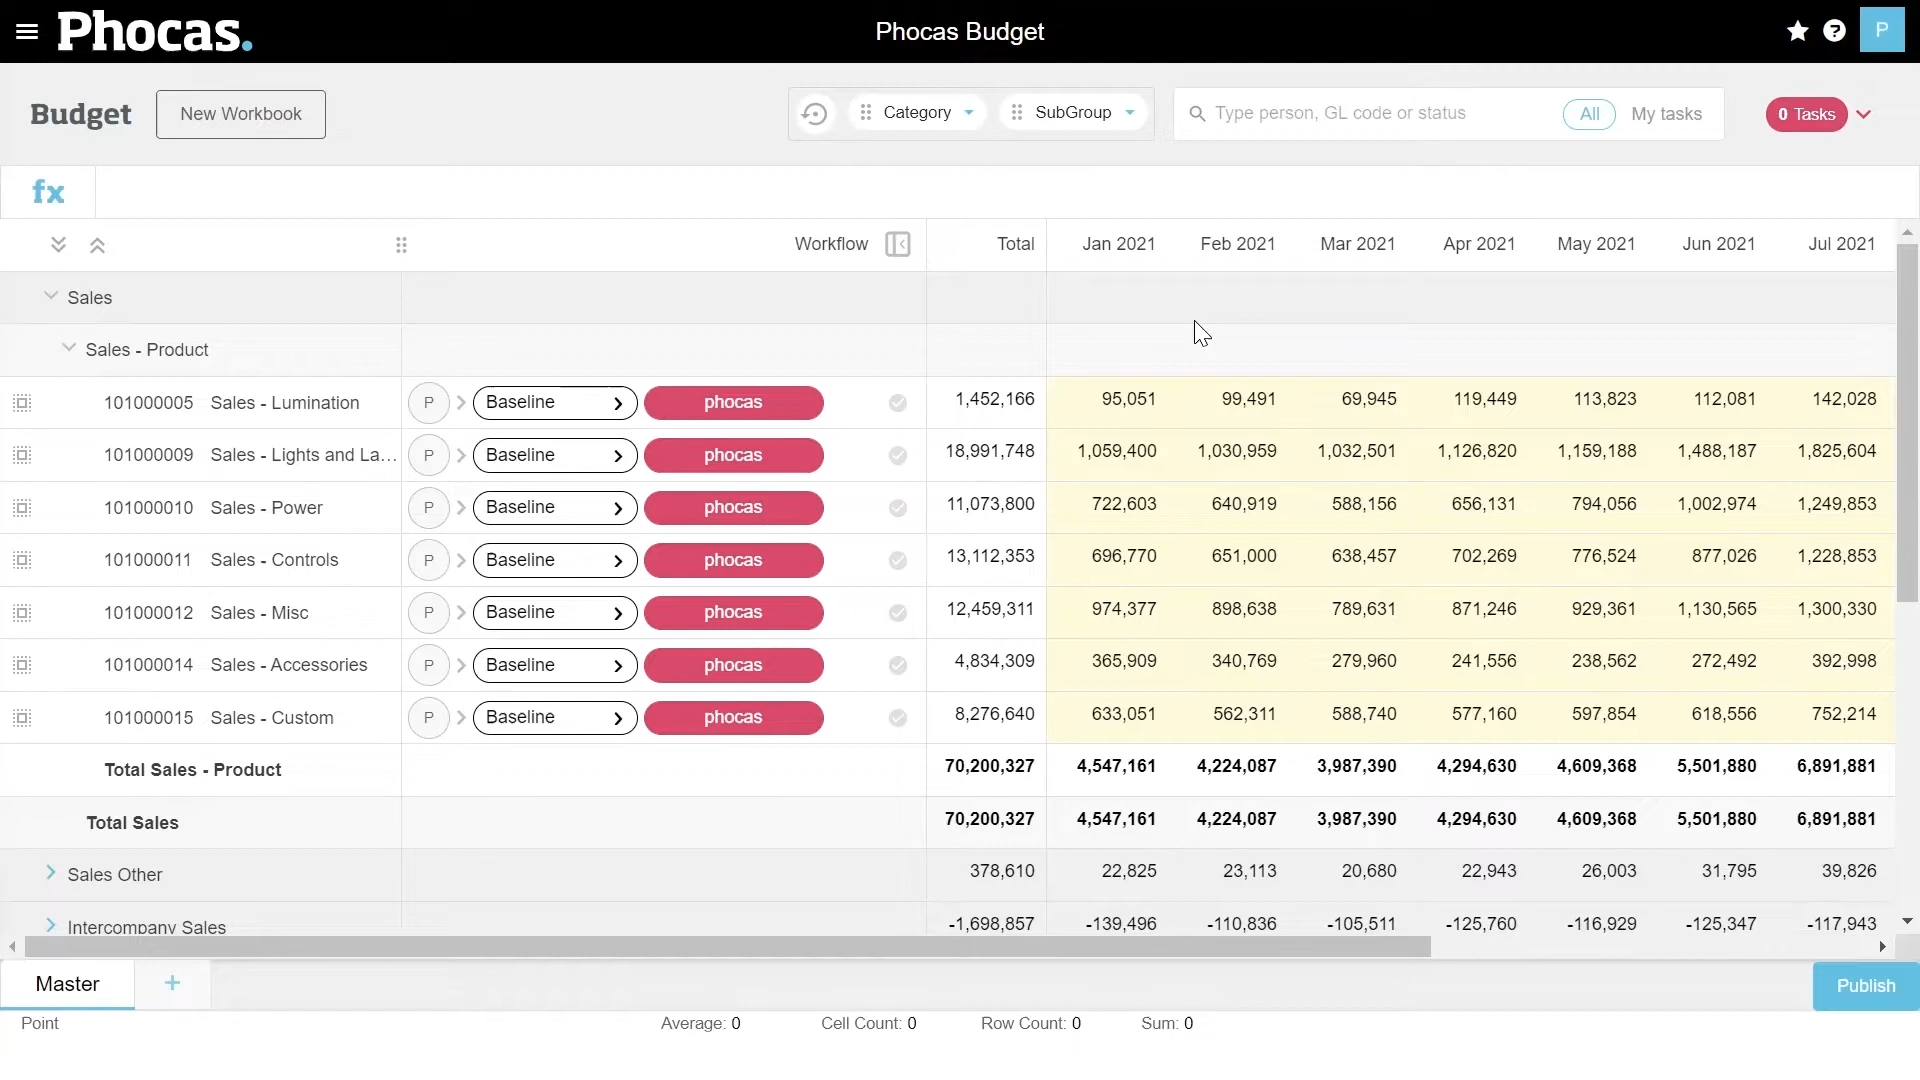 Phocas.
Phocas Budget
? P
Budget New Workbook Category SubGroup Type person, GL code or status All My tasks 0 Tasks
fx
Workflow Total Jan 2021 Feb 2021 Mar 2021 Apr 2021 May 2021 Jun 2021 Jul 2021
Sales
Sales - Product
101000005 Sales - Lumination P Baseline phocas 1,452,166 95,051 99,491 69,945 119,449 113,823 112,081 142,028
101000009 Sales - Lights and La... P Baseline phocas 18,991,748 1,059,400 1,030,959 1,032,501 1,126,820 1,159,188 1,488,187 1,825,604
101000010 Sales - Power P Baseline phocas 11,073,800 722,603 640,919 588,156 656,131 794,056 1,002,974 1,249,853
101000011 Sales - Controls P Baseline phocas 13,112,353 696,770 651,000 638,457 702,269 776,524 877,026 1,228,853
101000012 Sales - Misc P Baseline phocas 12,459,311 974,377 898,638 789,631 871,246 929,361 1,130,565 1,300,330
101000014 Sales - Accessories P Baseline phocas 4,834,309 365,909 340,769 279,960 241,556 238,562 272,492 392,998
101000015 Sales - Custom P Baseline phocas 8,276,640 633,051 562,311 588,740 577,160 597,854 618,556 752,214
Total Sales - Product 70,200,327 4,547,161 4,224,087 3,987,390 4,294,630 4,609,368 5,501,880 6,891,881
Total Sales 70,200,327 4,547,161 4,224,087 3,987,390 4,294,630 4,609,368 5,501,880 6,891,881
Sales Other 378,610 22,825 23,113 20,680 22,943 26,003 31,795 39,826
Intercompany Sales -1,698,857 -139,496 -110,836 -105,511 -125,760 -116,929 -125,347 -117,943
Master + Publish
Point Average: 0 Cell Count: 0 Row Count: 0 Sum: 0